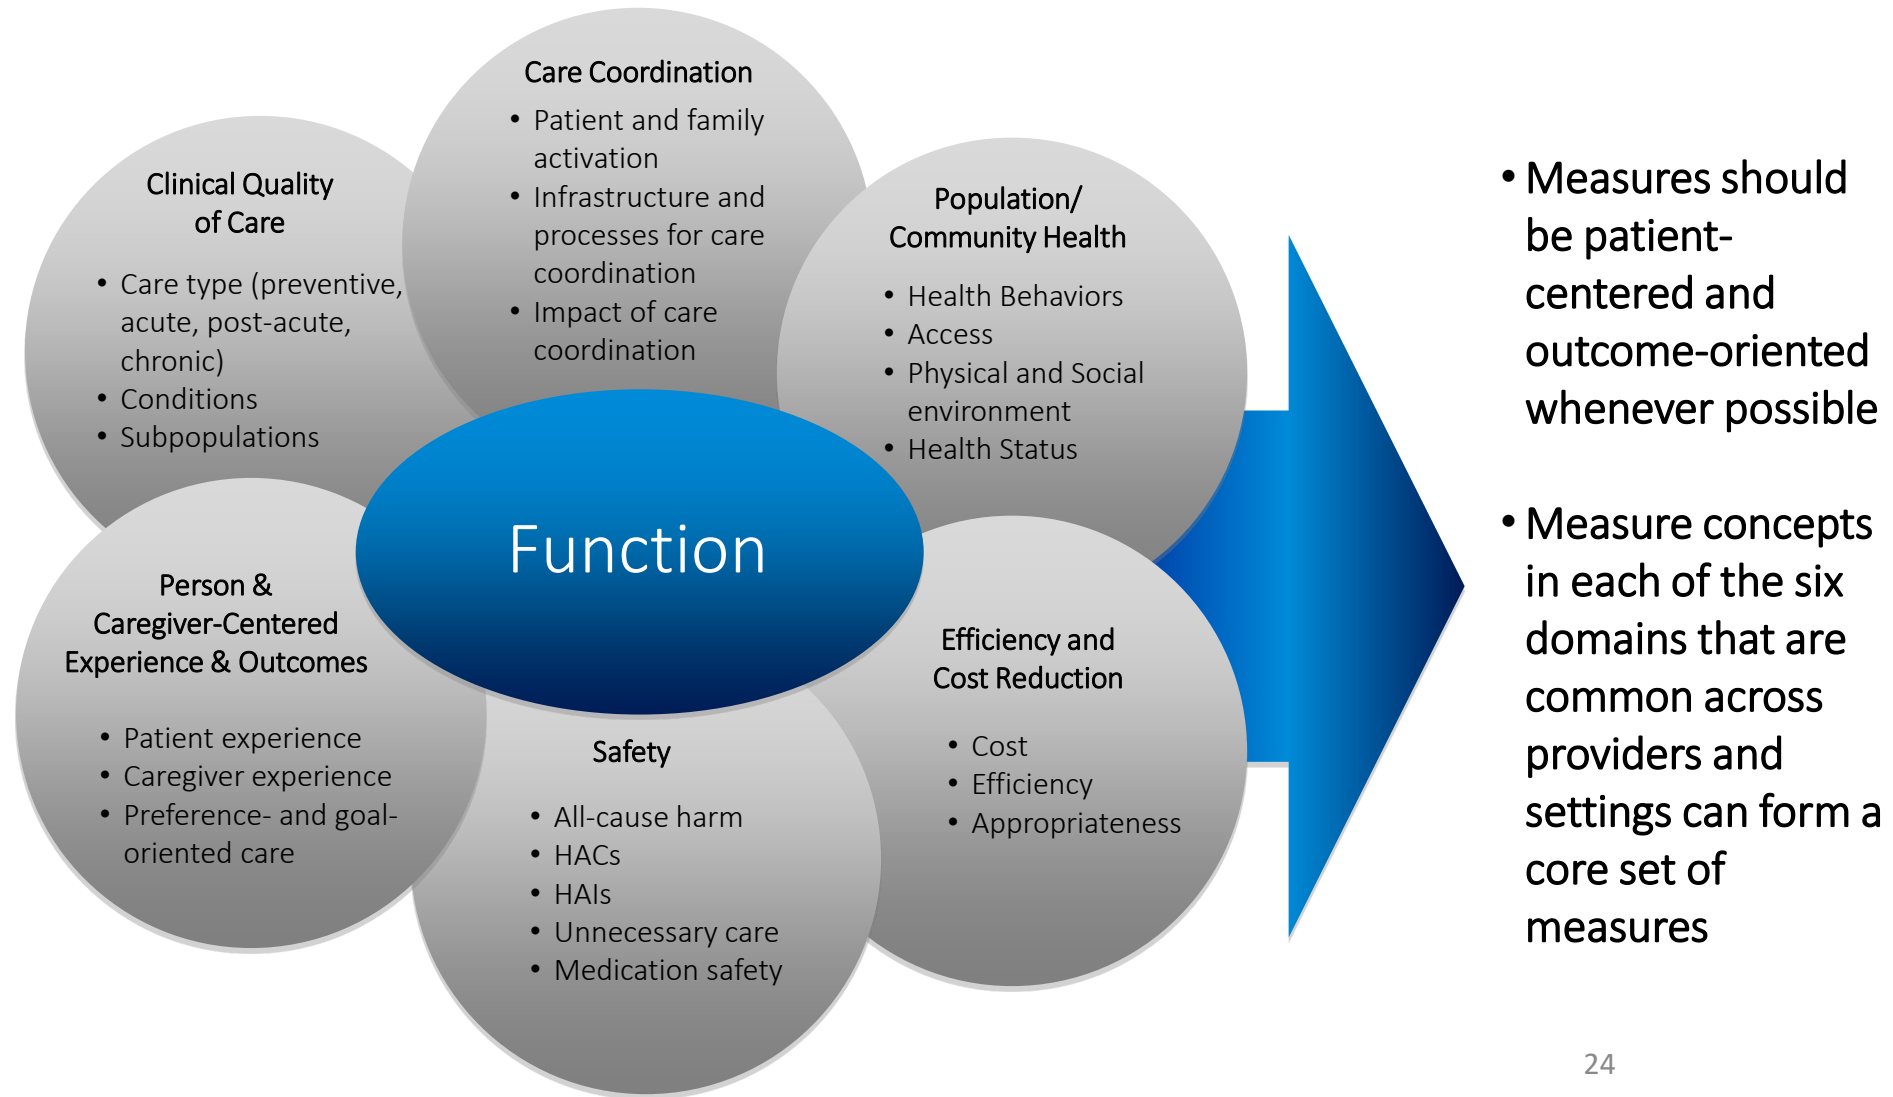 Care Coordination
• Patient and family
activation
• Infrastructure and
processes for care
coordination
• Impact of care
coordination
Clinical Quality
of Care
• Care type (preventive,
acute, post-acute,
chronic)
• Conditions
• Subpopulations
Population/
Community Health
• Health Behaviors
• Access
• Physical and Social
environment
• Health Status
Function
Person &
Caregiver-Centered
Experience & Outcomes
• Patient experience
• Caregiver experience
• Preference- and goal-
oriented care
Safety
• All-cause harm
• HACs
• HAIs
• Unnecessary care
• Medication safety
Efficiency and
Cost Reduction
• Cost
• Efficiency
• Appropriateness
• Measures should
be patient-
centered and
outcome-oriented
whenever possible
• Measure concepts
in each of the six
domains that are
common across
providers and
settings can form a
core set of
measures
24